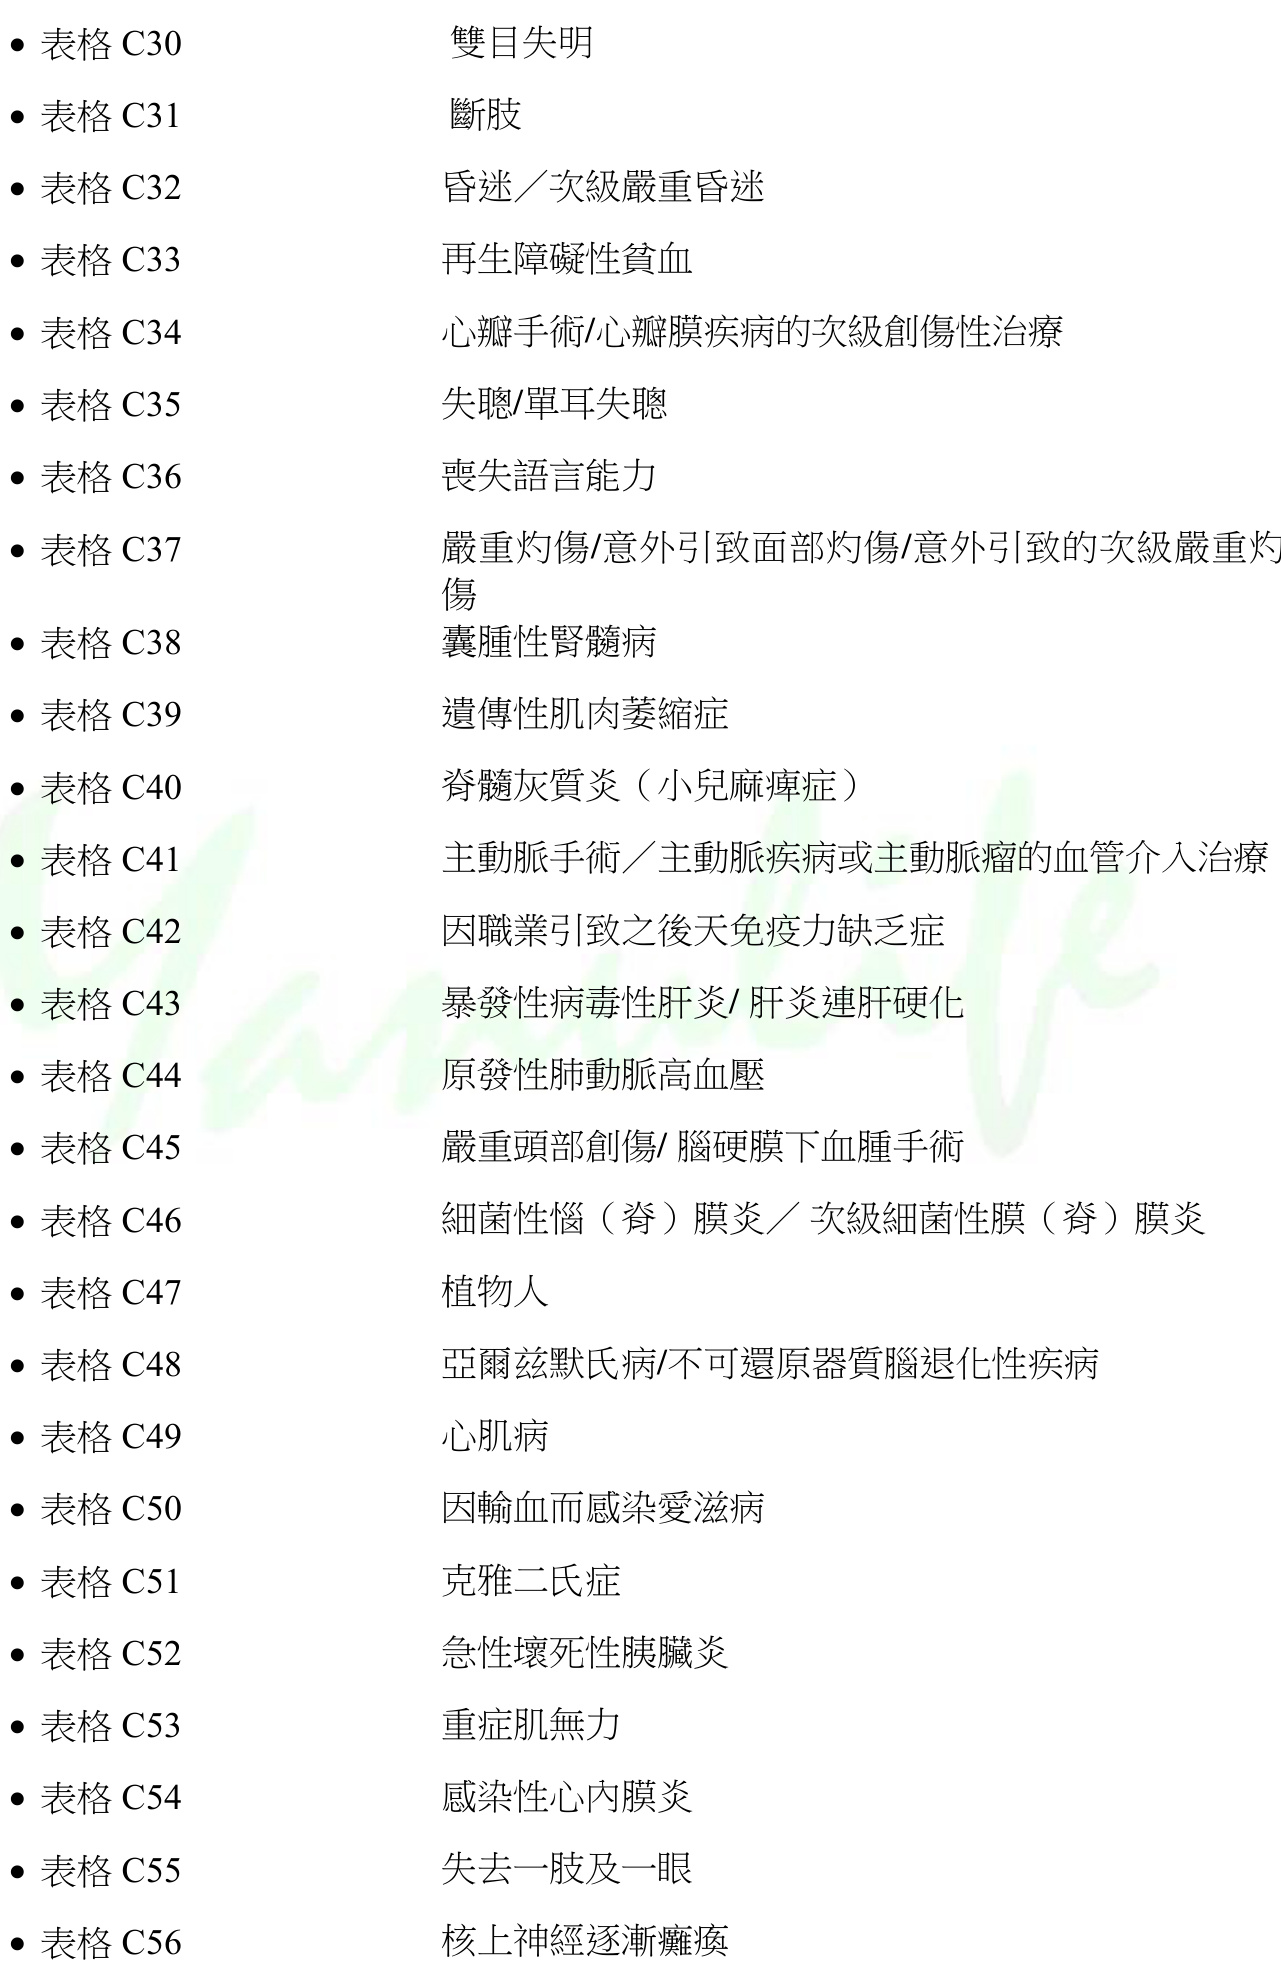 • 表格 C30 雙目失明
• 表格 C31 斷肢
• 表格 C32 昏迷／次級嚴重昏迷
• 表格 C33 再生障礙性貧血
• 表格 C34 心瓣手術/心瓣膜疾病的次級創傷性治療
• 表格 C35 失聰/單耳失聰
• 表格 C36 喪失語言能力
• 表格 C37 嚴重灼傷/意外引致面部灼傷/意外引致的次級嚴重灼
傷
• 表格 C38 囊腫性腎髓病
• 表格 C39 遺傳性肌肉萎縮症
• 表格 C40 脊髓灰質炎（小兒麻痺症）
• 表格 C41 主動脈手術／主動脈疾病或主動脈瘤的血管介入治療
• 表格 C42 因職業引致之後天免疫力缺乏症
• 表格 C43 暴發性病毒性肝炎/ 肝炎連肝硬化
• 表格 C44 原發性肺動脈高血壓
• 表格 C45 嚴重頭部創傷/ 腦硬膜下血腫手術
• 表格 C46 細菌性惱（脊）膜炎／ 次級細菌性膜（脊）膜炎
• 表格 C47 植物人
• 表格 C48 亞爾茲默氏病/不可還原器質腦退化性疾病
• 表格 C49 心肌病
• 表格 C50 因輸血而感染愛滋病
• 表格 C51 克雅二氏症
• 表格 C52 急性壞死性胰臟炎
• 表格 C53 重症肌無力
• 表格 C54 感染性心內膜炎
• 表格 C55 失去一肢及一眼
• 表格 C56 核上神經逐漸癱瘓